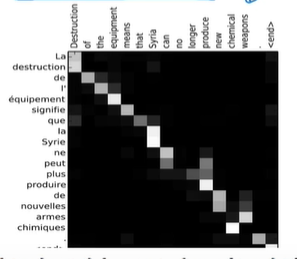 Destruction
of
the
equipment
means
that
Syria
can
no
longer
produce
new
chemical
weapons
.
<end>
La
destruction
de
l'
équipement
signifie
que
la
Syrie
ne
peut
plus
produire
de
nouvelles
armes
chimiques
.